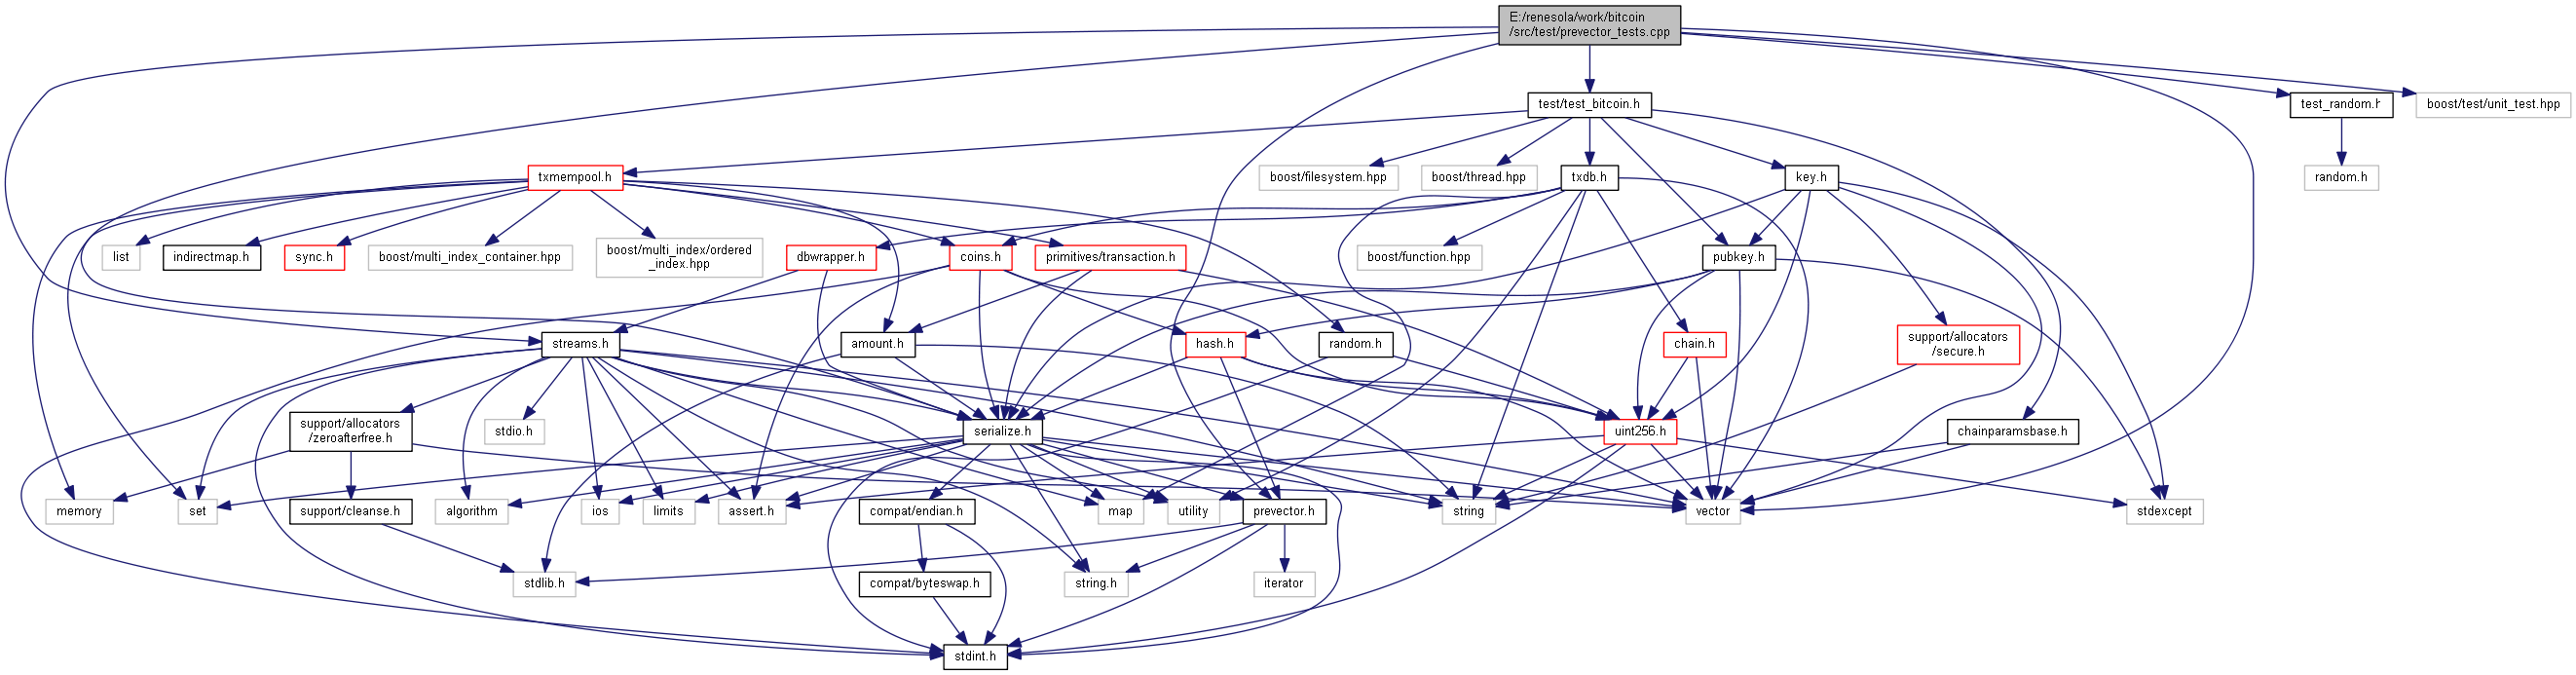 E:/renesola/work/bitcoin
/src/test/prevector_tests.cpp
test/test_bitcoin.h
test_random.h
boost/test/unit_test.hpp
txmempool.h
boost/filesystem.hpp
boost/thread.hpp
txdb.h
key.h
random.h
list
indirectmap.h
sync.h
boost/multi_index_container.hpp
boost/multi_index/ordered
_index.hpp
dbwrapper.h
coins.h
primitives/transaction.h
boost/function.hpp
pubkey.h
streams.h
amount.h
hash.h
random.h
chain.h
support/allocators
/secure.h
support/allocators
/zeroafterfree.h
stdio.h
serialize.h
uint256.h
chainparamsbase.h
memory
set
support/cleanse.h
algorithm
ios
limits
assert.h
compat/endian.h
map
utility
prevector.h
string
vector
stdexcept
stdlib.h
compat/byteswap.h
string.h
iterator
stdint.h